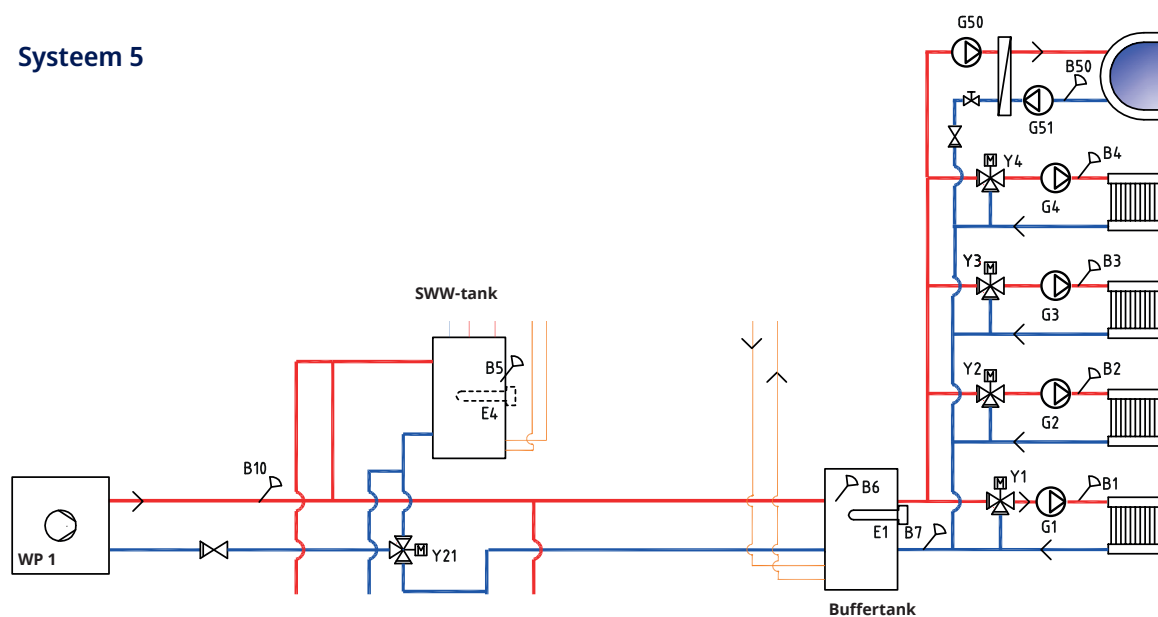 Systeem 5
G50
B50
G51
Y4
B4
G4
Y3
B3
G3
SWW-tank
B5
E4
Y2
B2
G2
B10
B6
Y1
B1
G1
E1
B7
WP 1
M
Y21
M
M
M
M
Buffertank